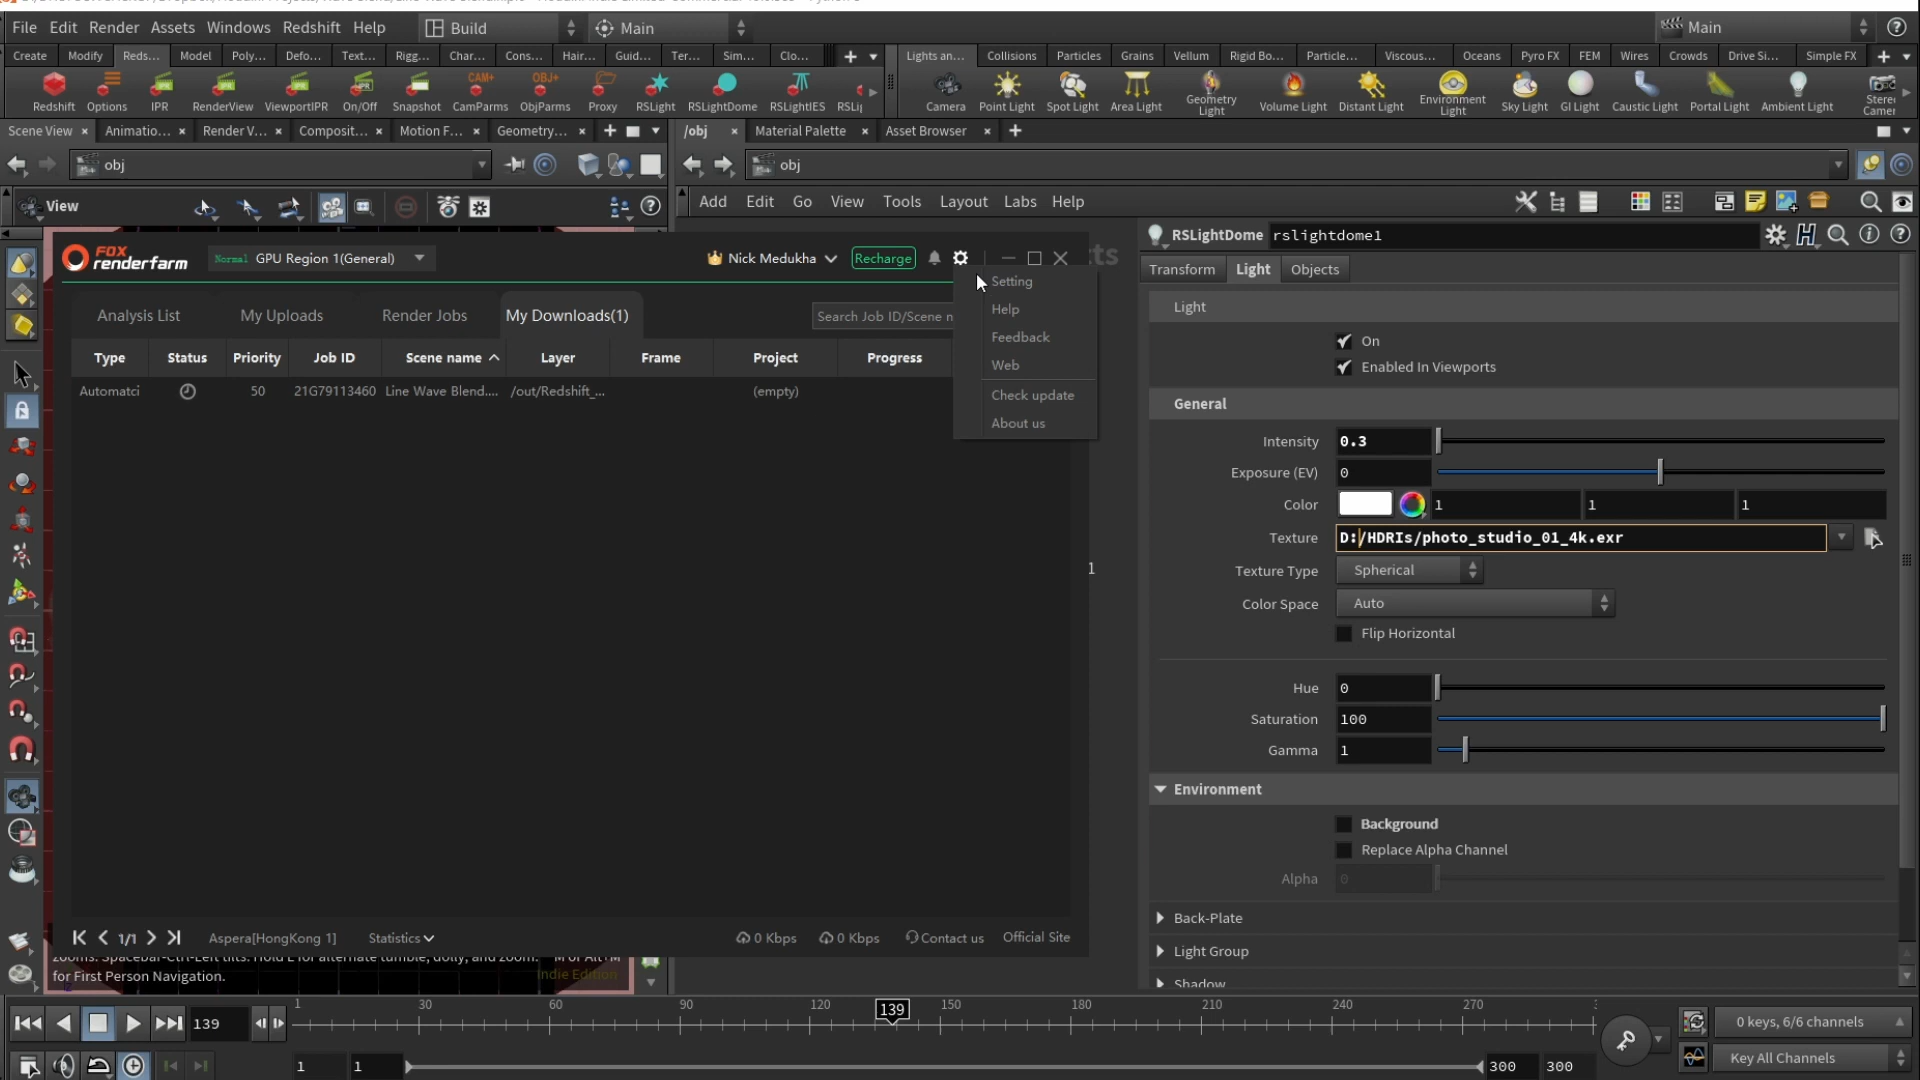 File Edit Render Assets Windows Redshift Help Build Main Main
Create Modify Reds... Model Poly... Defo... Text... Rigg... Char... Cons... Hair... Guid... Ter... Sim... Clo...
Lights an... Collisions Particles Grains Vellum Rigid Bo... Particle... Viscous... Oceans Pyro FX FEM Wires Crowds Drive Si... Simple FX
Redshift Options IPR RenderView ViewportIPR On/Off Snapshot CamParms ObjParms Proxy RSLight RSLightDome RSLightIES RSLi
Camera Point Light Spot Light Area Light Geometry Light Volume Light Distant Light Environment Light Sky Light GI Light Caustic Light Portal Light Ambient Light Stereo Camer
Scene View Animatio... Render V... Composit... Motion F... Geometry...
/obj Material Palette Asset Browser
obj
obj
View
Add Edit Go View Tools Layout Labs Help
FOX renderfarm
Normal GPU Region 1(General)
Nick Medukha Recharge
Analysis List My Uploads Render Jobs My Downloads(1)
Search Job ID/Scene n
Type Status Priority Job ID Scene name Layer Frame Project Progress
Automatci 50 21G79113460 Line Wave Blend.... /out/Redshift_... (empty)
Setting
Help
Feedback
Web
Check update
About us
1/1 Aspera[HongKong 1] Statistics
0 Kbps 0 Kbps Contact us Official Site
for First Person Navigation.
Indie Edition
1
RSLightDome rslightdome1
Transform Light Objects
Light
On
Enabled In Viewports
General
Intensity 0.3
Exposure (EV) 0
Color 1 1 1
Texture D:/HDRIs/photo_studio_01_4k.exr
Texture Type Spherical
Color Space Auto
Flip Horizontal
Hue 0
Saturation 100
Gamma 1
Environment
Background
Replace Alpha Channel
Alpha 0
Back-Plate
Light Group
Shadow
139
1 30 60 90 120 139 150 180 210 240 270
0 keys, 6/6 channels
1 1 300 300
Key All Channels